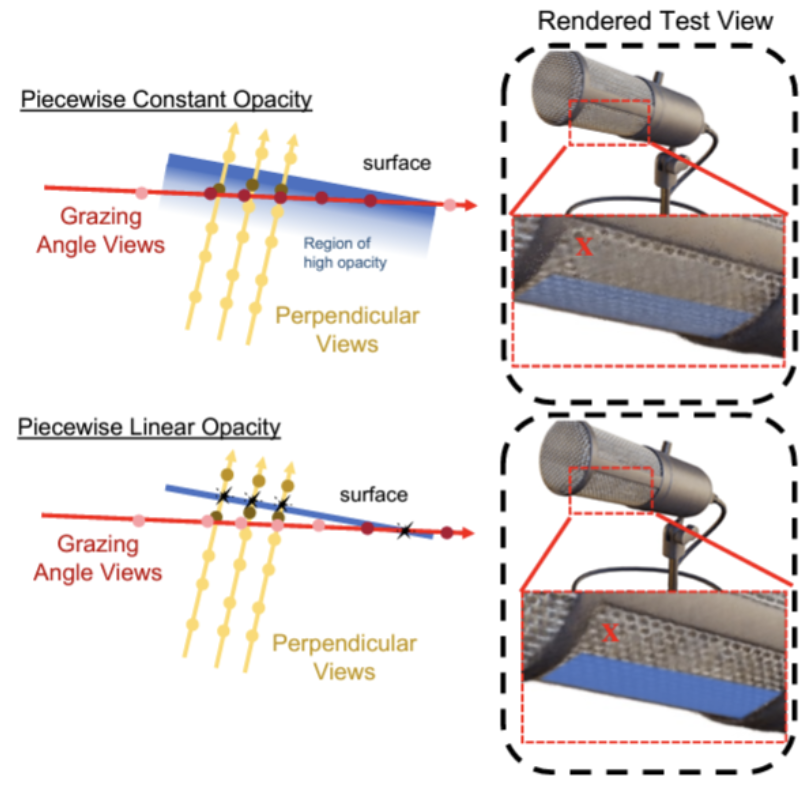 Rendered Test View
Piecewise Constant Opacity
surface
Grazing
Angle Views
Region of
high opacity
Perpendicular
Views
X
Piecewise Linear Opacity
surface
Grazing
Angle Views
Perpendicular
Views
X